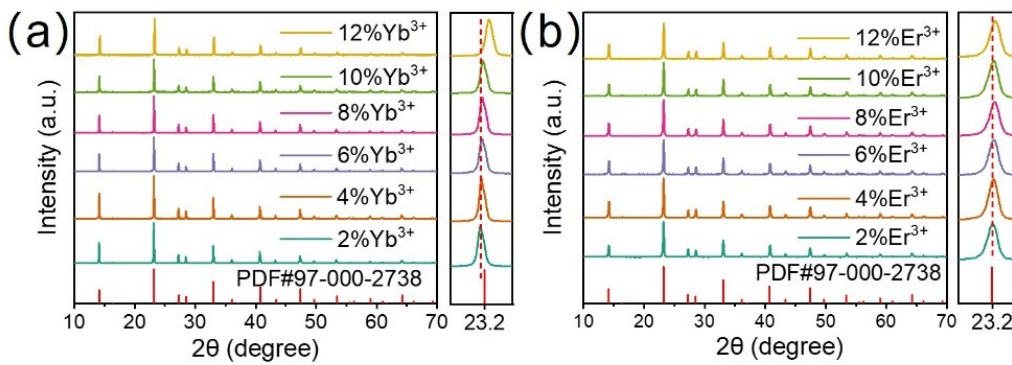 (a)
Intensity (a.u.)
12%Yb³⁺
10%Yb³⁺
8%Yb³⁺
6%Yb³⁺
4%Yb³⁺
2%Yb³⁺
PDF#97-000-2738
10 20 30 40 50 60 70
2θ (degree)
23.2
(b)
Intensity (a.u.)
12%Er³⁺
10%Er³⁺
8%Er³⁺
6%Er³⁺
4%Er³⁺
2%Er³⁺
PDF#97-000-2738
10 20 30 40 50 60 70
2θ (degree)
23.2